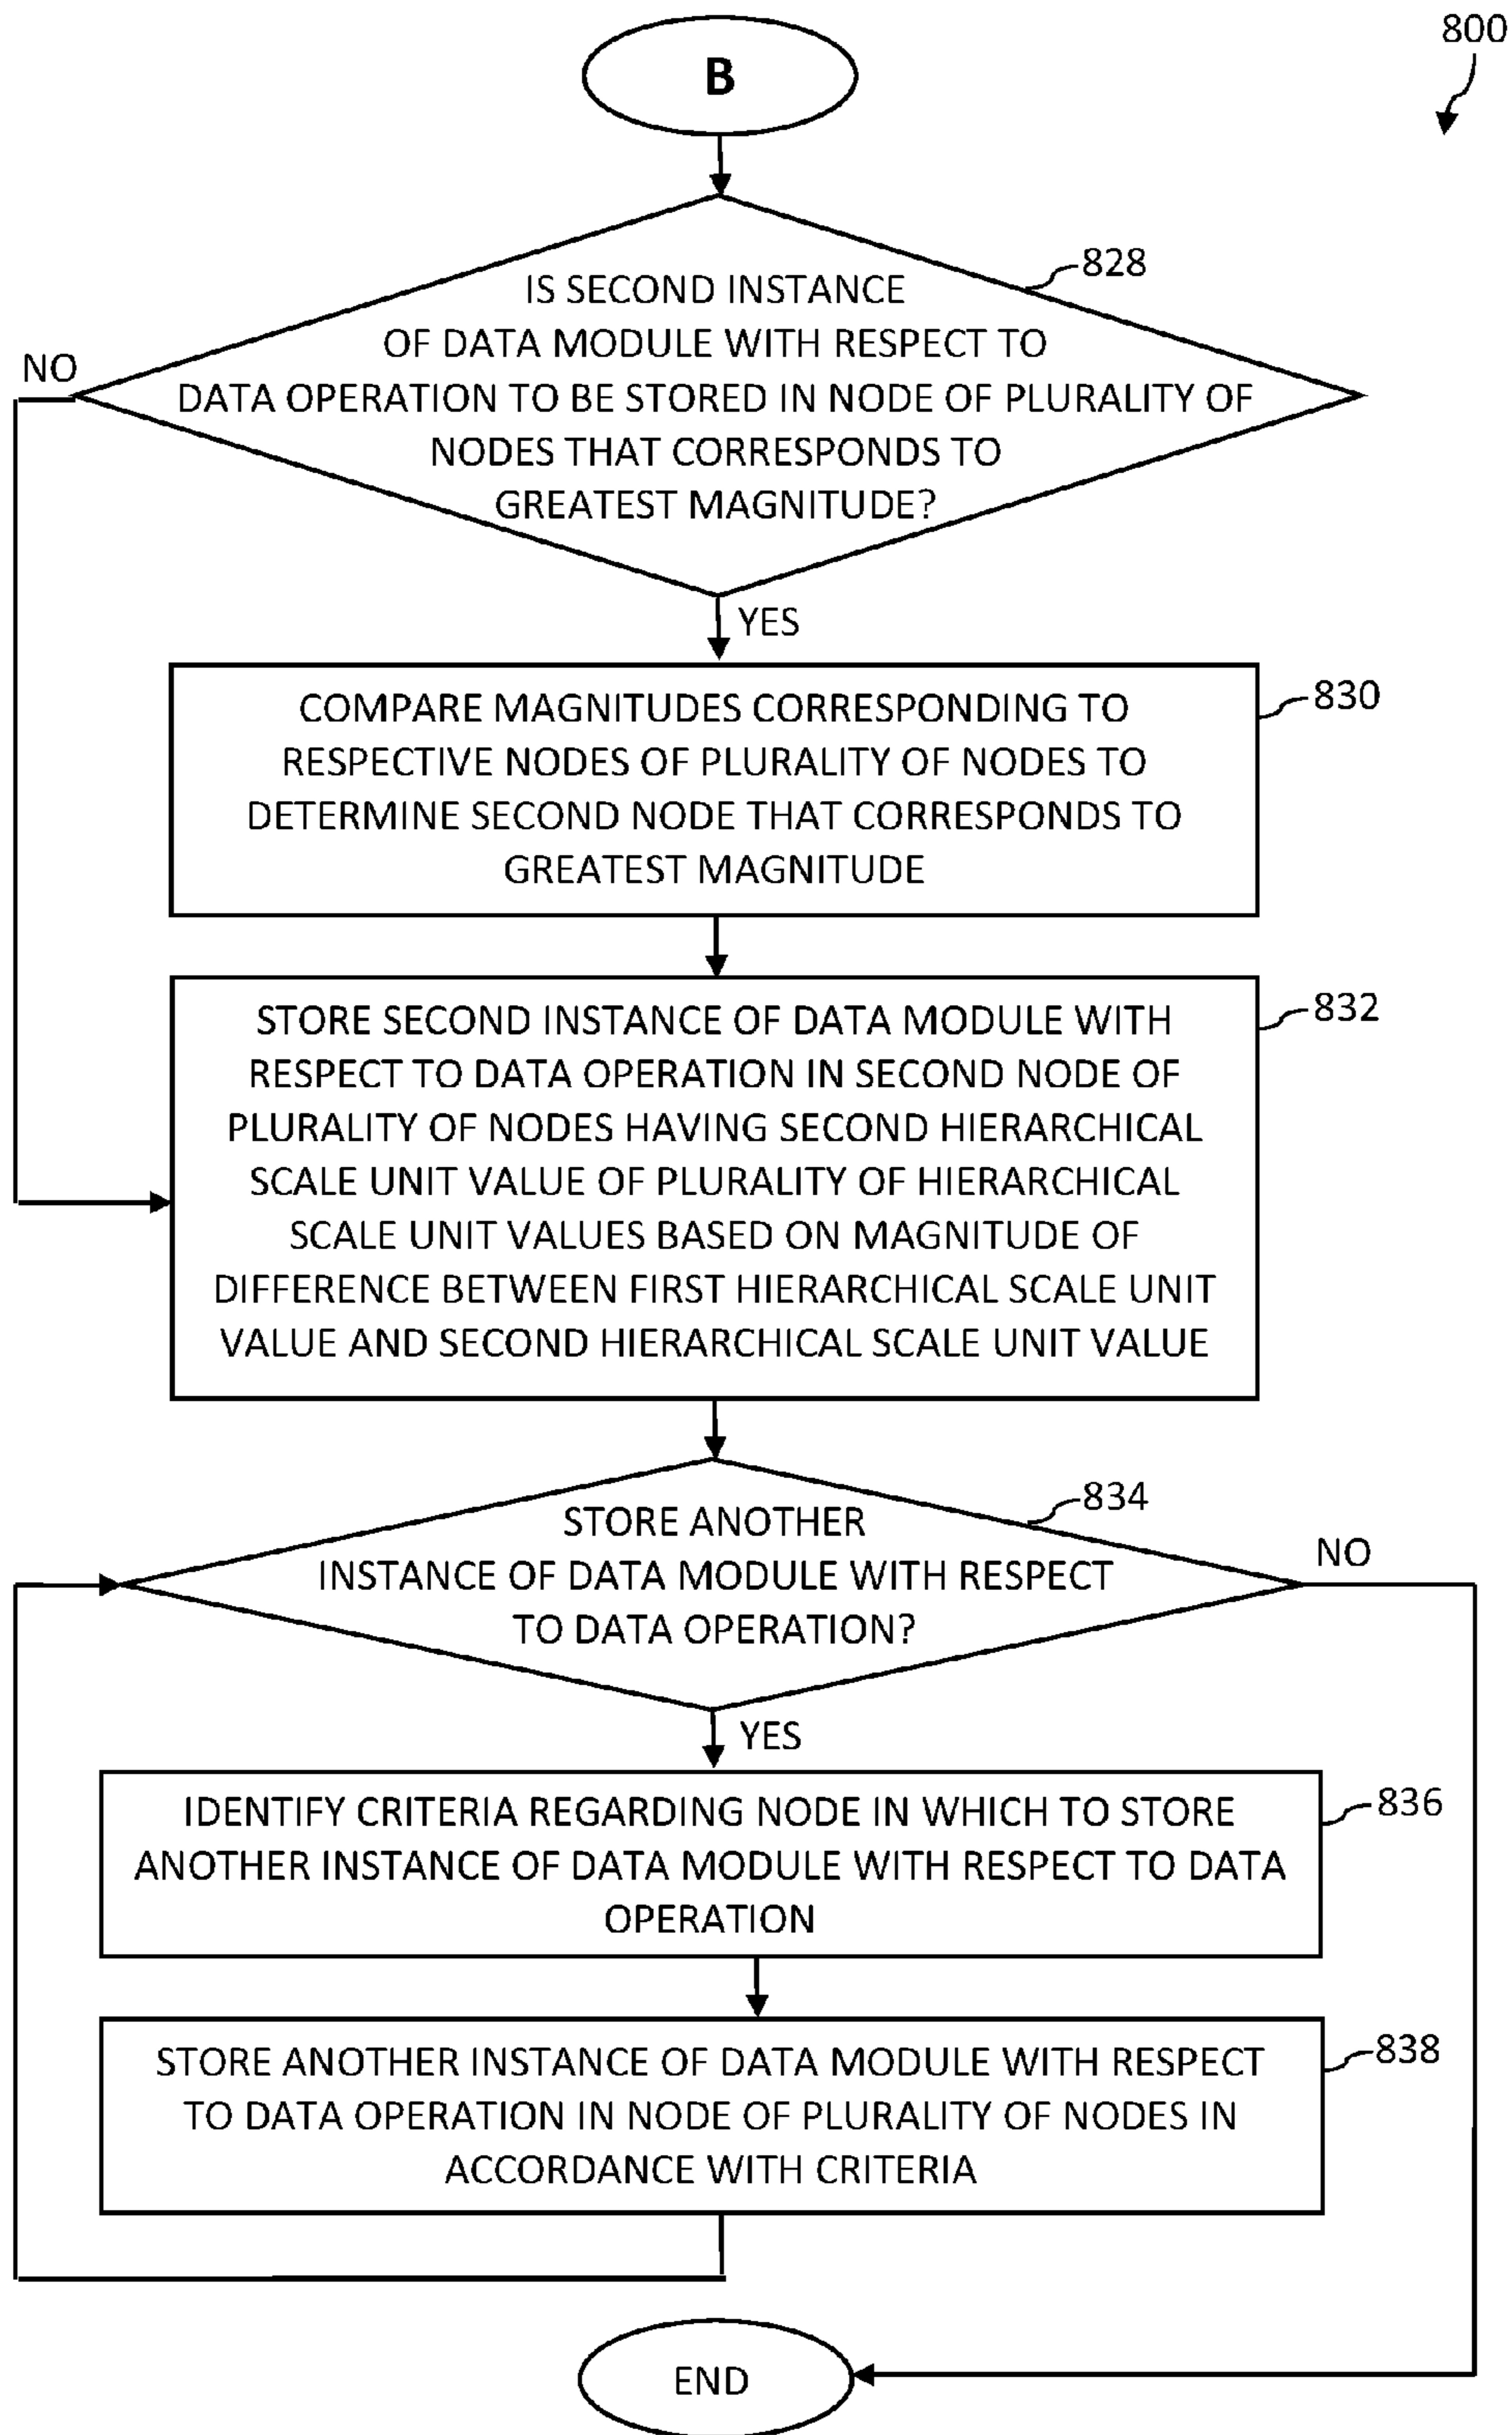 800
B
828
IS SECOND INSTANCE
OF DATA MODULE WITH RESPECT TO
DATA OPERATION TO BE STORED IN NODE OF PLURALITY OF
NODES THAT CORRESPONDS TO
GREATEST MAGNITUDE?
NO
YES
830
COMPARE MAGNITUDES CORRESPONDING TO
RESPECTIVE NODES OF PLURALITY OF NODES TO
DETERMINE SECOND NODE THAT CORRESPONDS TO
GREATEST MAGNITUDE
832
STORE SECOND INSTANCE OF DATA MODULE WITH
RESPECT TO DATA OPERATION IN SECOND NODE OF
PLURALITY OF NODES HAVING SECOND HIERARCHICAL
SCALE UNIT VALUE OF PLURALITY OF HIERARCHICAL
SCALE UNIT VALUES BASED ON MAGNITUDE OF
DIFFERENCE BETWEEN FIRST HIERARCHICAL SCALE UNIT
VALUE AND SECOND HIERARCHICAL SCALE UNIT VALUE
834
STORE ANOTHER
INSTANCE OF DATA MODULE WITH RESPECT
TO DATA OPERATION?
NO
YES
836
IDENTIFY CRITERIA REGARDING NODE IN WHICH TO STORE
ANOTHER INSTANCE OF DATA MODULE WITH RESPECT TO DATA
OPERATION
838
STORE ANOTHER INSTANCE OF DATA MODULE WITH RESPECT
TO DATA OPERATION IN NODE OF PLURALITY OF NODES IN
ACCORDANCE WITH CRITERIA
END